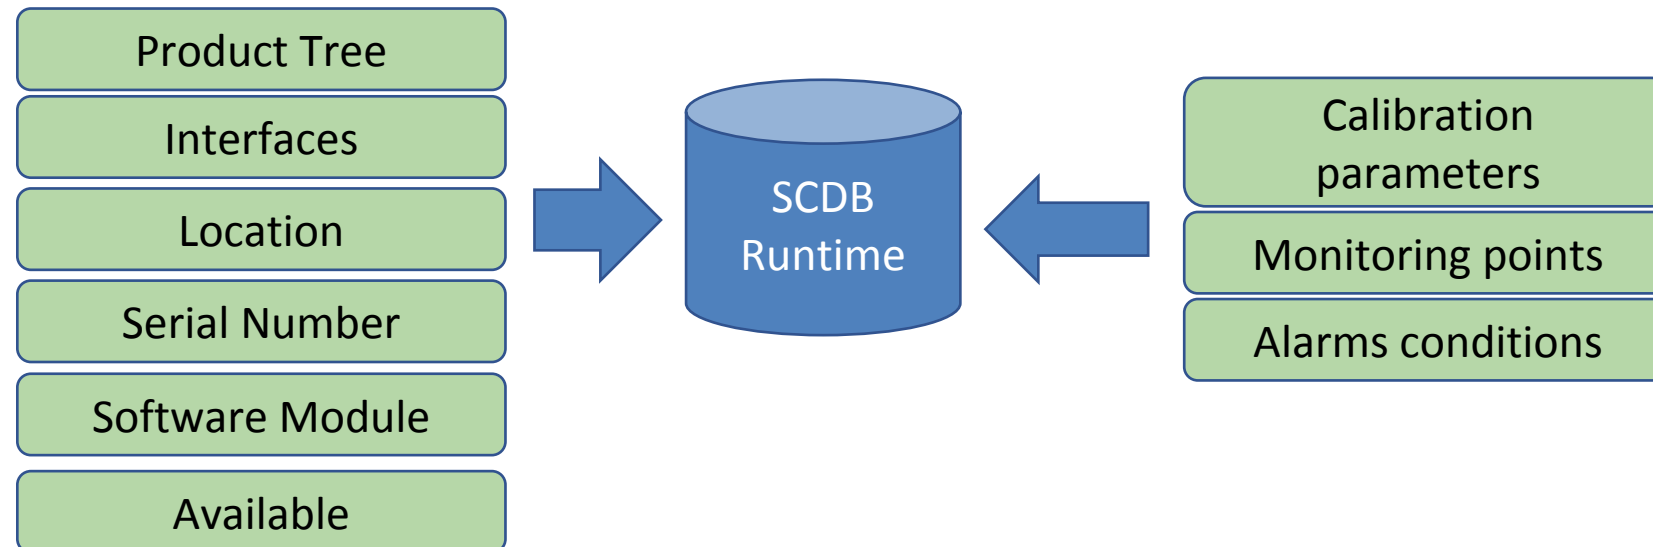 Product Tree
Interfaces
Location
Serial Number
Software Module
Available
SCDB
Runtime
Calibration
parameters
Monitoring points
Alarms conditions